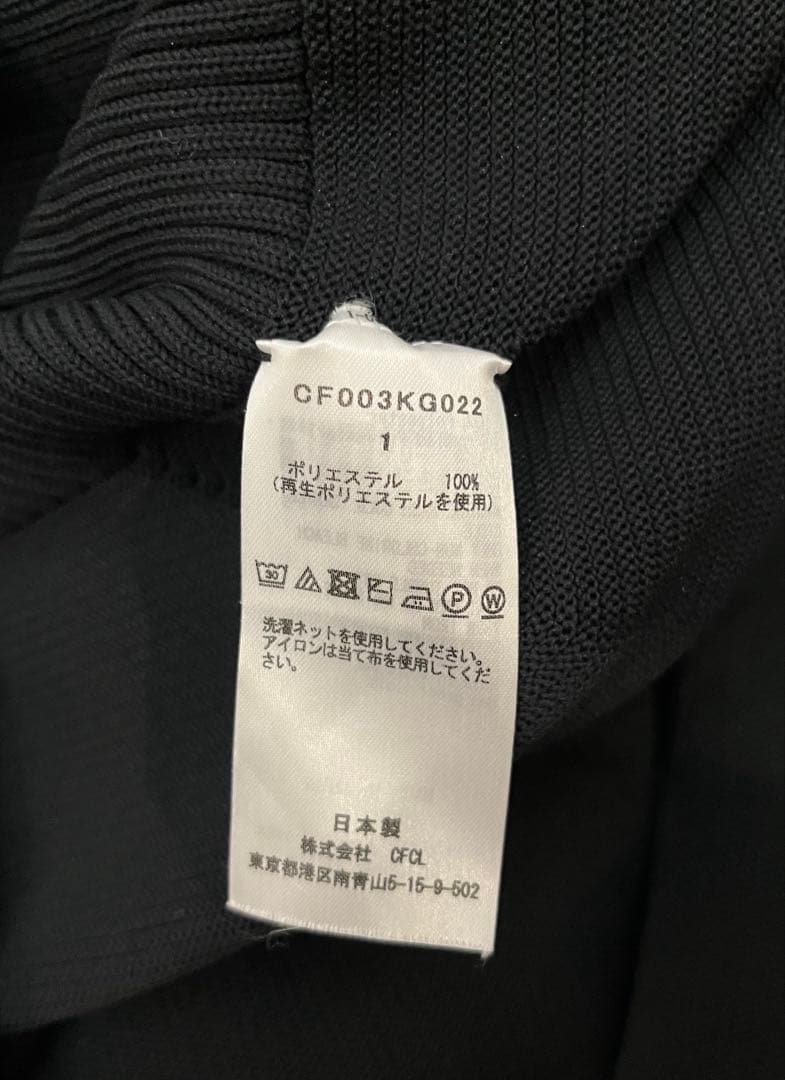 CF003KG022
1
ポリエステル 100%
(再生ポリエステルを使用)
30
P W
洗濯ネットを使用してください。
アイロンは当て布を使用してくだ
さい。
日本製
株式会社 CFCL
東京都港区南青山5-15-9-502